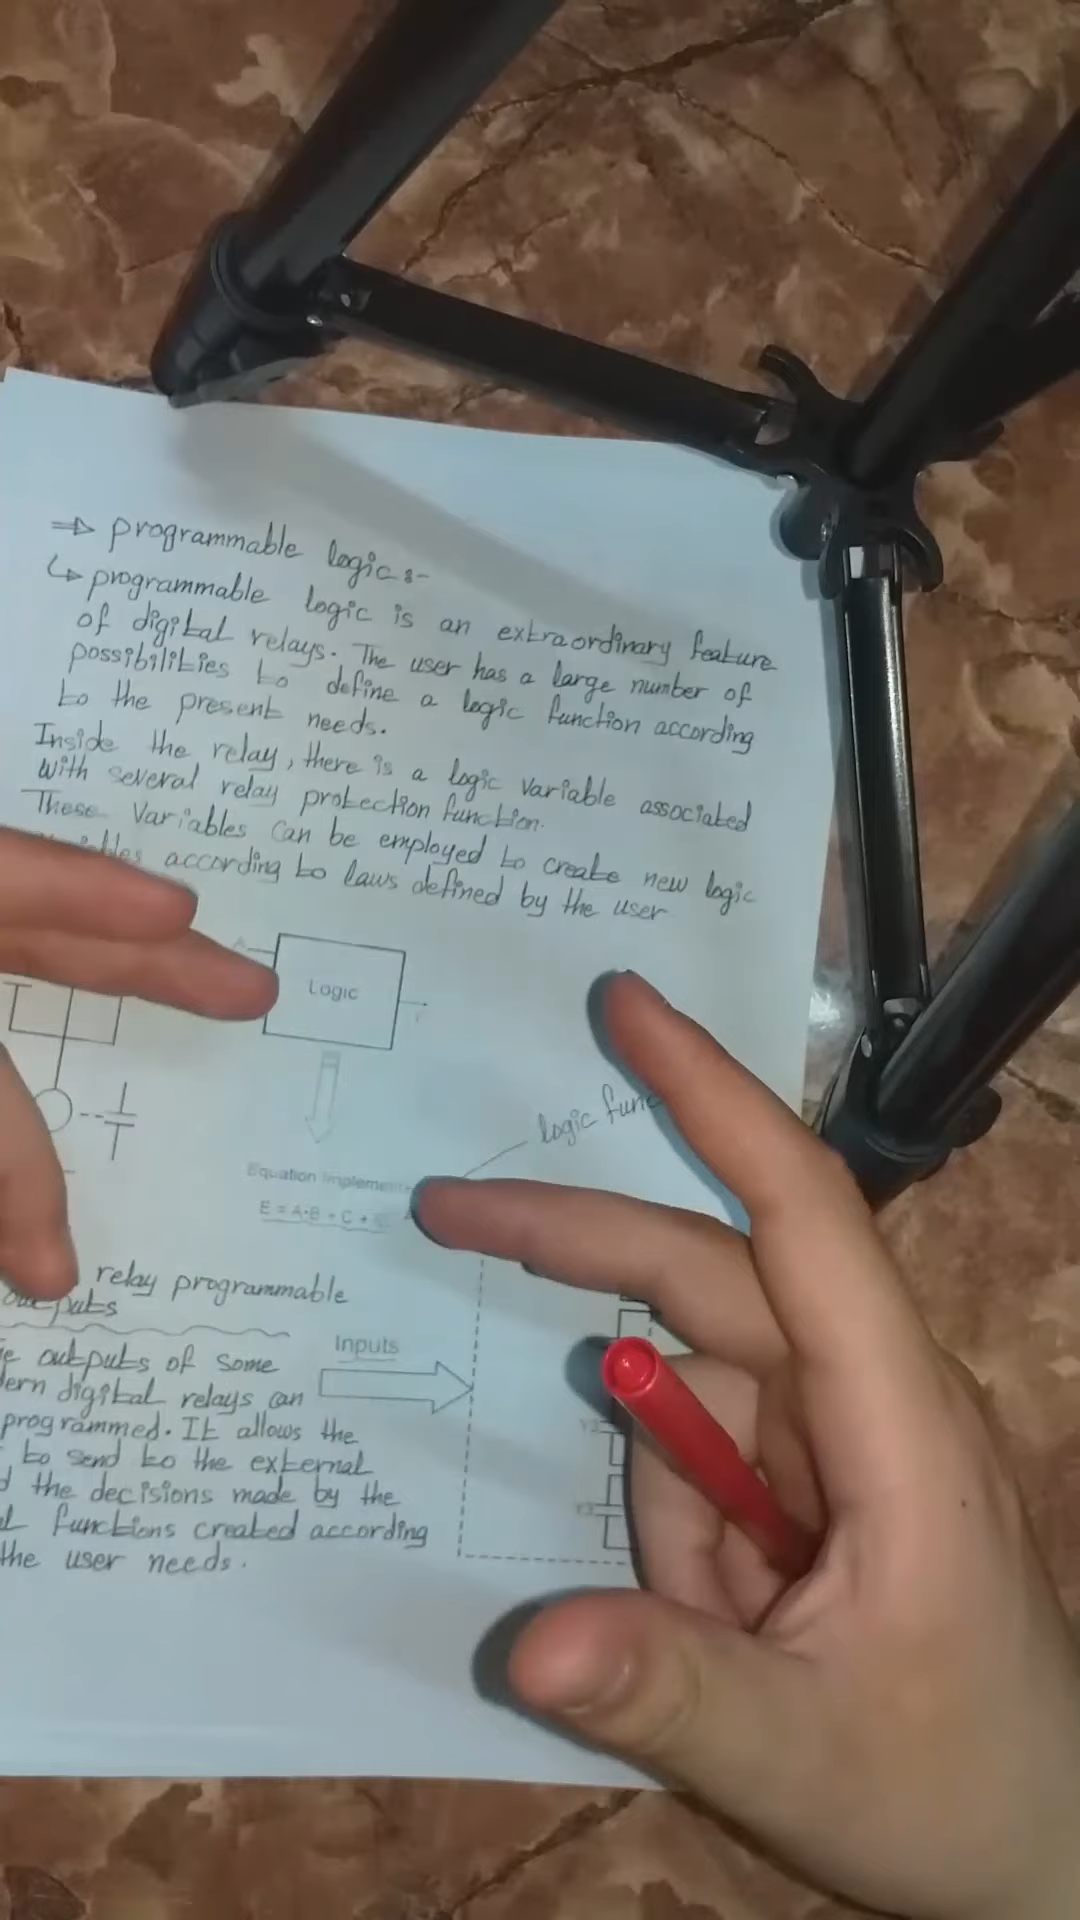 ⇒ programmable logic :-
↳ programmable logic is an extraordinary feature
of digital relays. The user has a large number of
possibilities to define a logic function according
to the present needs.
Inside the relay, there is a logic variable associated
with several relay protection function.
These Variables can be employed to create new logic
according to laws defined by the user
A
Logic
logic func
Equation
E = A·B + C +
relay programmable
outputs
outputs of some
digital relays can
programmed. It allows the
to send to the external
the decisions made by the
functions created according
the user needs.
Inputs